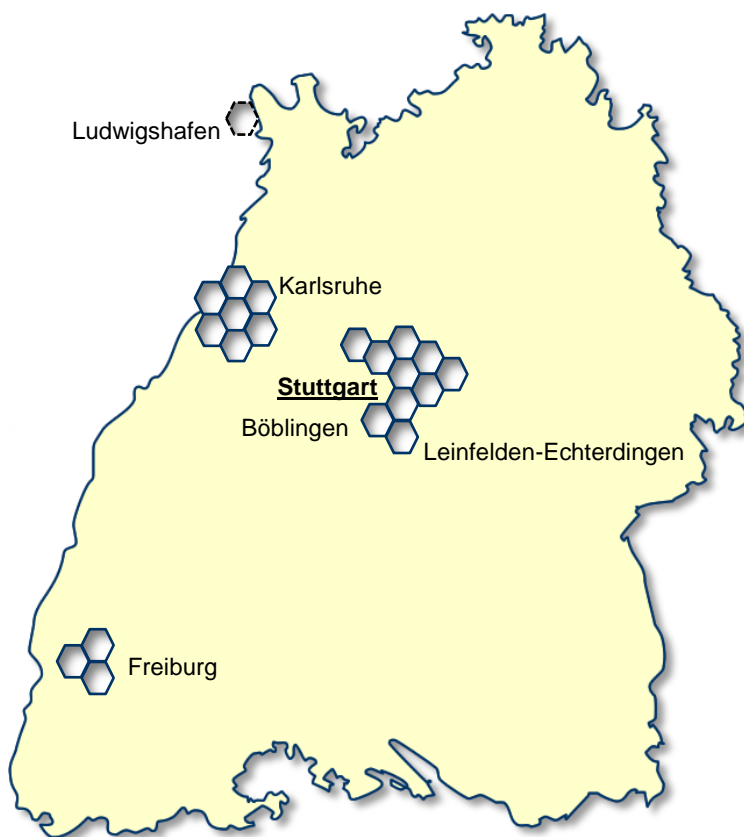 Ludwigshafen
Karlsruhe
Stuttgart
Böblingen
Leinfelden-Echterdingen
Freiburg